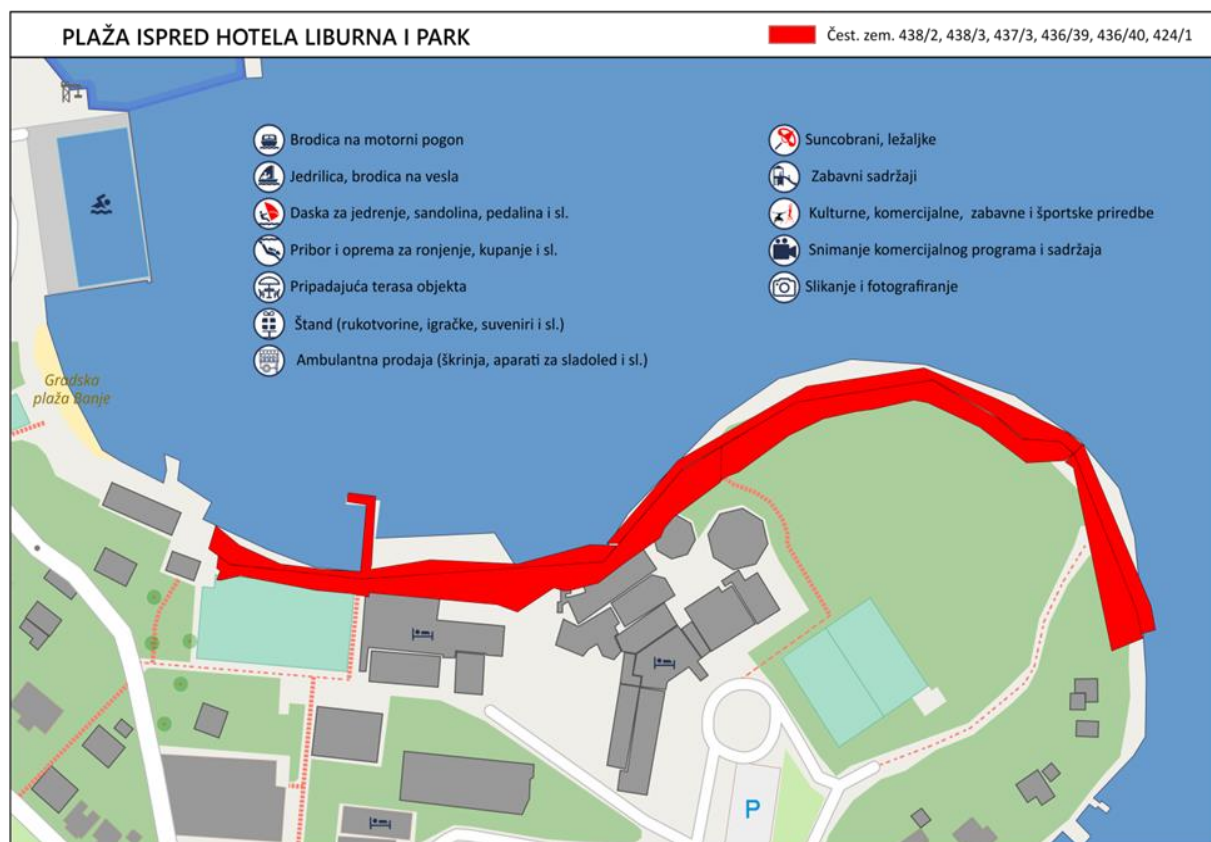 PLAŽA ISPRED HOTELA LIBURNA I PARK
Čest. zem. 438/2, 438/3, 437/3, 436/39, 436/40, 424/1
Brodica na motorni pogon
Jedrilica, brodica na vesla
Daska za jedrenje, sandolina, pedalina i sl.
Pribor i oprema za ronjenje, kupanje i sl.
Pripadajuća terasa objekta
Štand (rukotvorine, igračke, suveniri i sl.)
Ambulantna prodaja (škrinja, aparati za sladoled i sl.)
Suncobrani, ležaljke
Zabavni sadržaji
Kulturne, komercijalne, zabavne i športske priredbe
Snimanje komercijalnog programa i sadržaja
Slikanje i fotografiranje
Gradska
plaža Banje
P